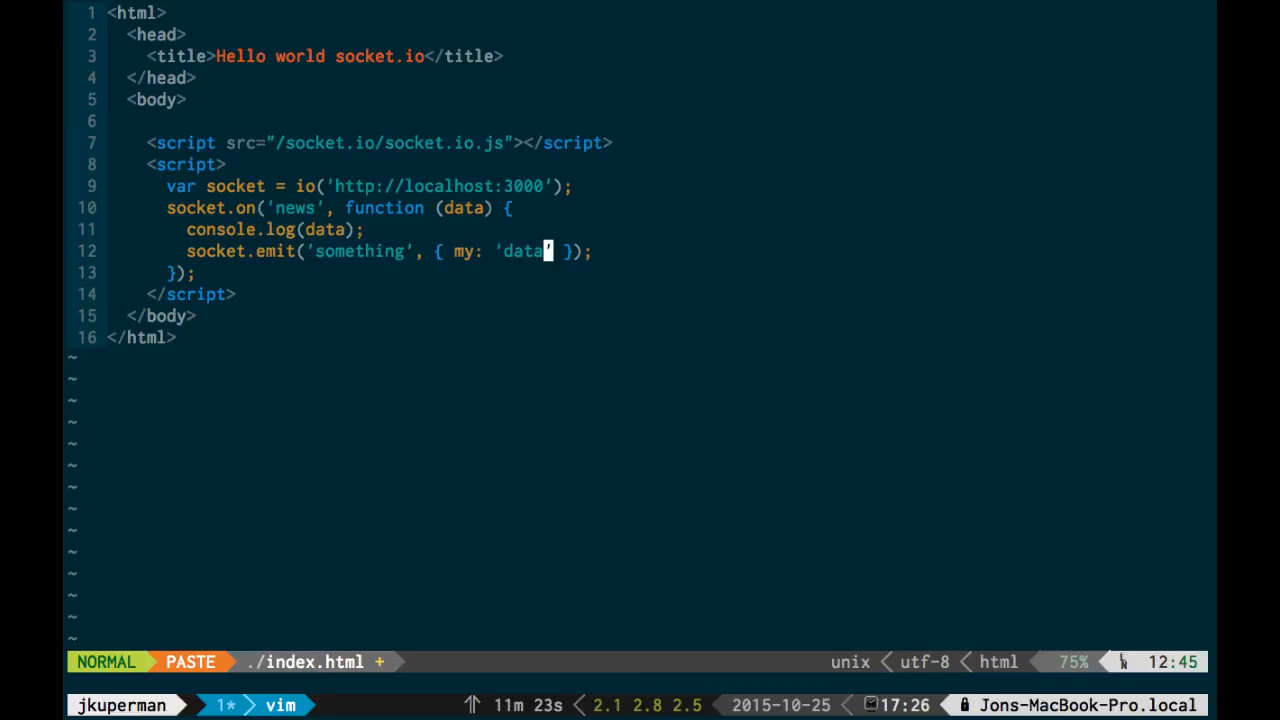 1 <html>
2   <head>
3     <title>Hello world socket.io</title>
4   </head>
5   <body>
6
7     <script src="/socket.io/socket.io.js"></script>
8     <script>
9       var socket = io('http://localhost:3000');
10       socket.on('news', function (data) {
11         console.log(data);
12         socket.emit('something', { my: 'data' });
13       });
14     </script>
15   </body>
16 </html>
~
~
~
~
~
~
~
~
~
~
~
~
~
~
NORMAL PASTE ./index.html + unix < utf-8 < html 75% 12:45
jkuperman 1* vim 11m 23s 2.1 2.8 2.5 2015-10-25 17:26 Jons-MacBook-Pro.local